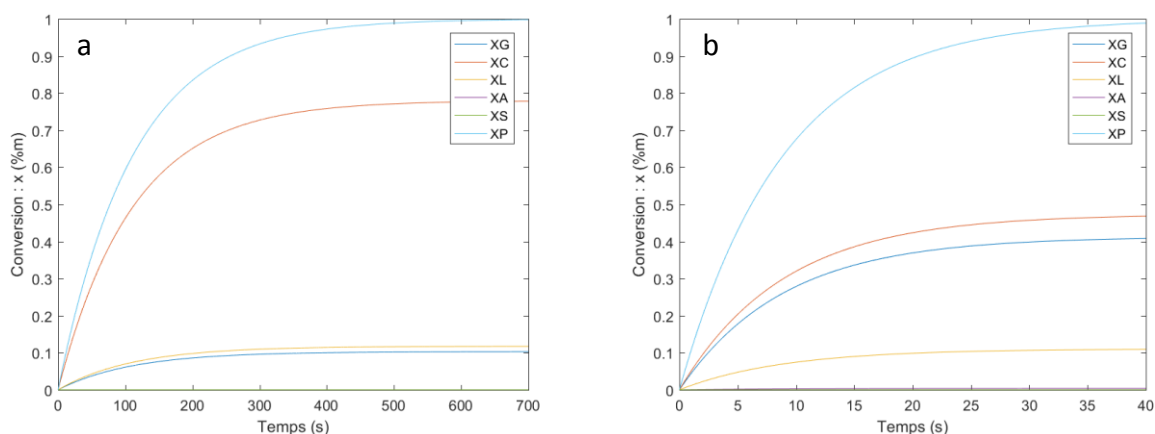 a
1
0.9
0.8
0.7
0.6
0.5
0.4
0.3
0.2
0.1
0
Conversion : x (%m)
0 100 200 300 400 500 600 700
Temps (s)
XG
XC
XL
XA
XS
XP
b
1
0.9
0.8
0.7
0.6
0.5
0.4
0.3
0.2
0.1
0
Conversion : x (%m)
0 5 10 15 20 25 30 35 40
Temps (s)
XG
XC
XL
XA
XS
XP